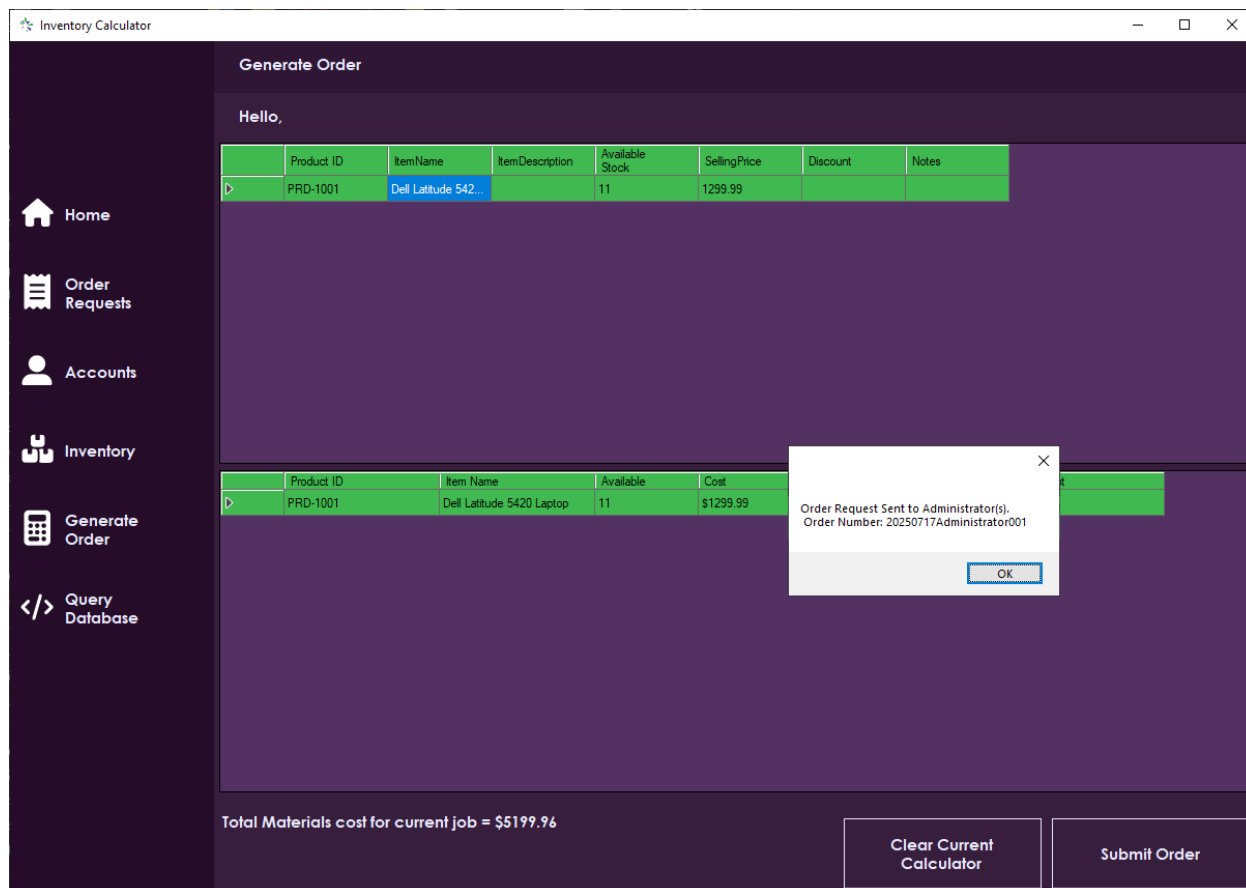 Inventory Calculator
Generate Order
Hello,
Product ID ItemName ItemDescription Available Stock SellingPrice Discount Notes
PRD-1001 Dell Latitude 542... 11 1299.99
Home
Order
Requests
Accounts
Inventory
Generate
Order
Query
Database
Product ID Item Name Available Cost
PRD-1001 Dell Latitude 5420 Laptop 11 $1299.99
Order Request Sent to Administrator(s).
Order Number: 20250717Administrator001
OK
Total Materials cost for current job = $5199.96
Clear Current
Calculator
Submit Order